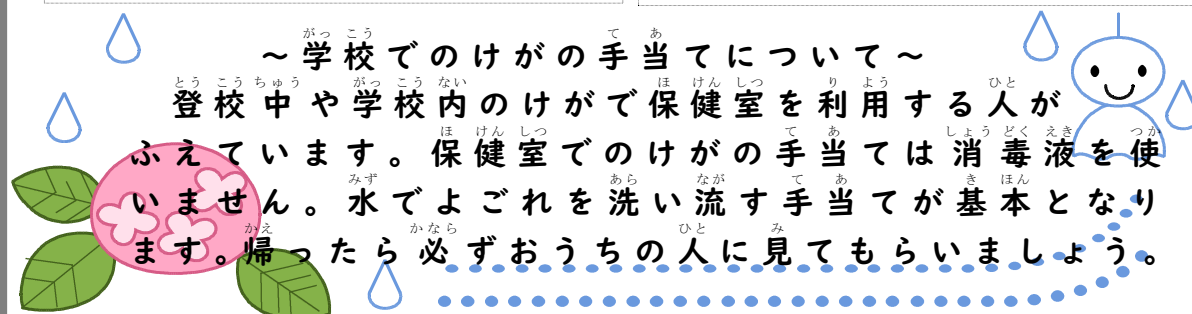 ～学校でのけがの手当てについて～
登校中や学校内のけがで保健室を利用する人が
ふえています。保健室でのけがの手当ては消毒液を使
いません。水でよごれを洗い流す手当てが基本となり
ます。帰ったら必ずおうちの人に見てもらいましょう。